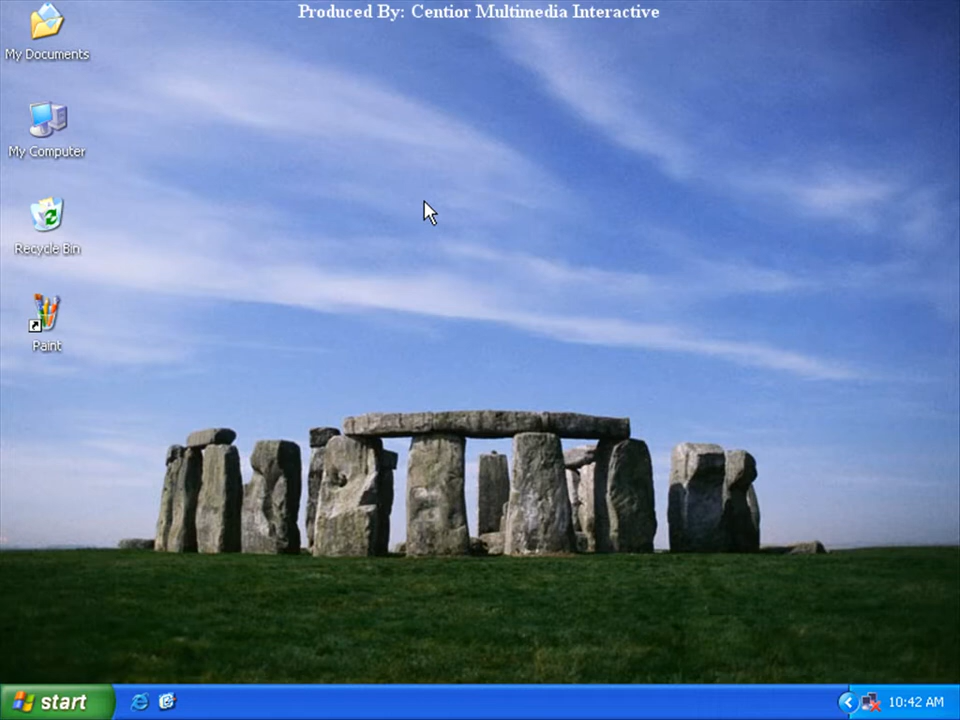 Produced By: Centior Multimedia Interactive
My Documents
My Computer
Recycle Bin
Paint
start
10:42 AM